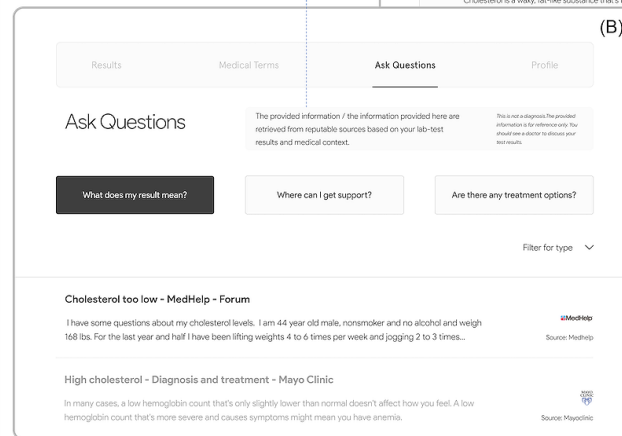 Cholesterol is a waxy, fat-like substance that's
(B)
Results
Medical Terms
Ask Questions
Profile
Ask Questions
The provided information / the information provided here are
retrieved from reputable sources based on your lab-test
results and medical context.
This is not a diagnosis.The provided
information is for reference only. You
should see a doctor to discuss your
test results.
What does my result mean?
Where can I get support?
Are there any treatment options?
Filter for type
Cholesterol too low - MedHelp - Forum
I have some questions about my cholesterol levels. I am 44 year old male, nonsmoker and no alcohol and weigh
168 lbs. For the last year and half I have been lifting weights 4 to 6 times per week and jogging 2 to 3 times...
MedHelp
Source: Medhelp
High cholesterol - Diagnosis and treatment - Mayo Clinic
In many cases, a low hemoglobin count that's only slightly lower than normal doesn't affect how you feel. A low
hemoglobin count that's more severe and causes symptoms might mean you have anemia.
MAYO
CLINIC
Source: Mayoclinic